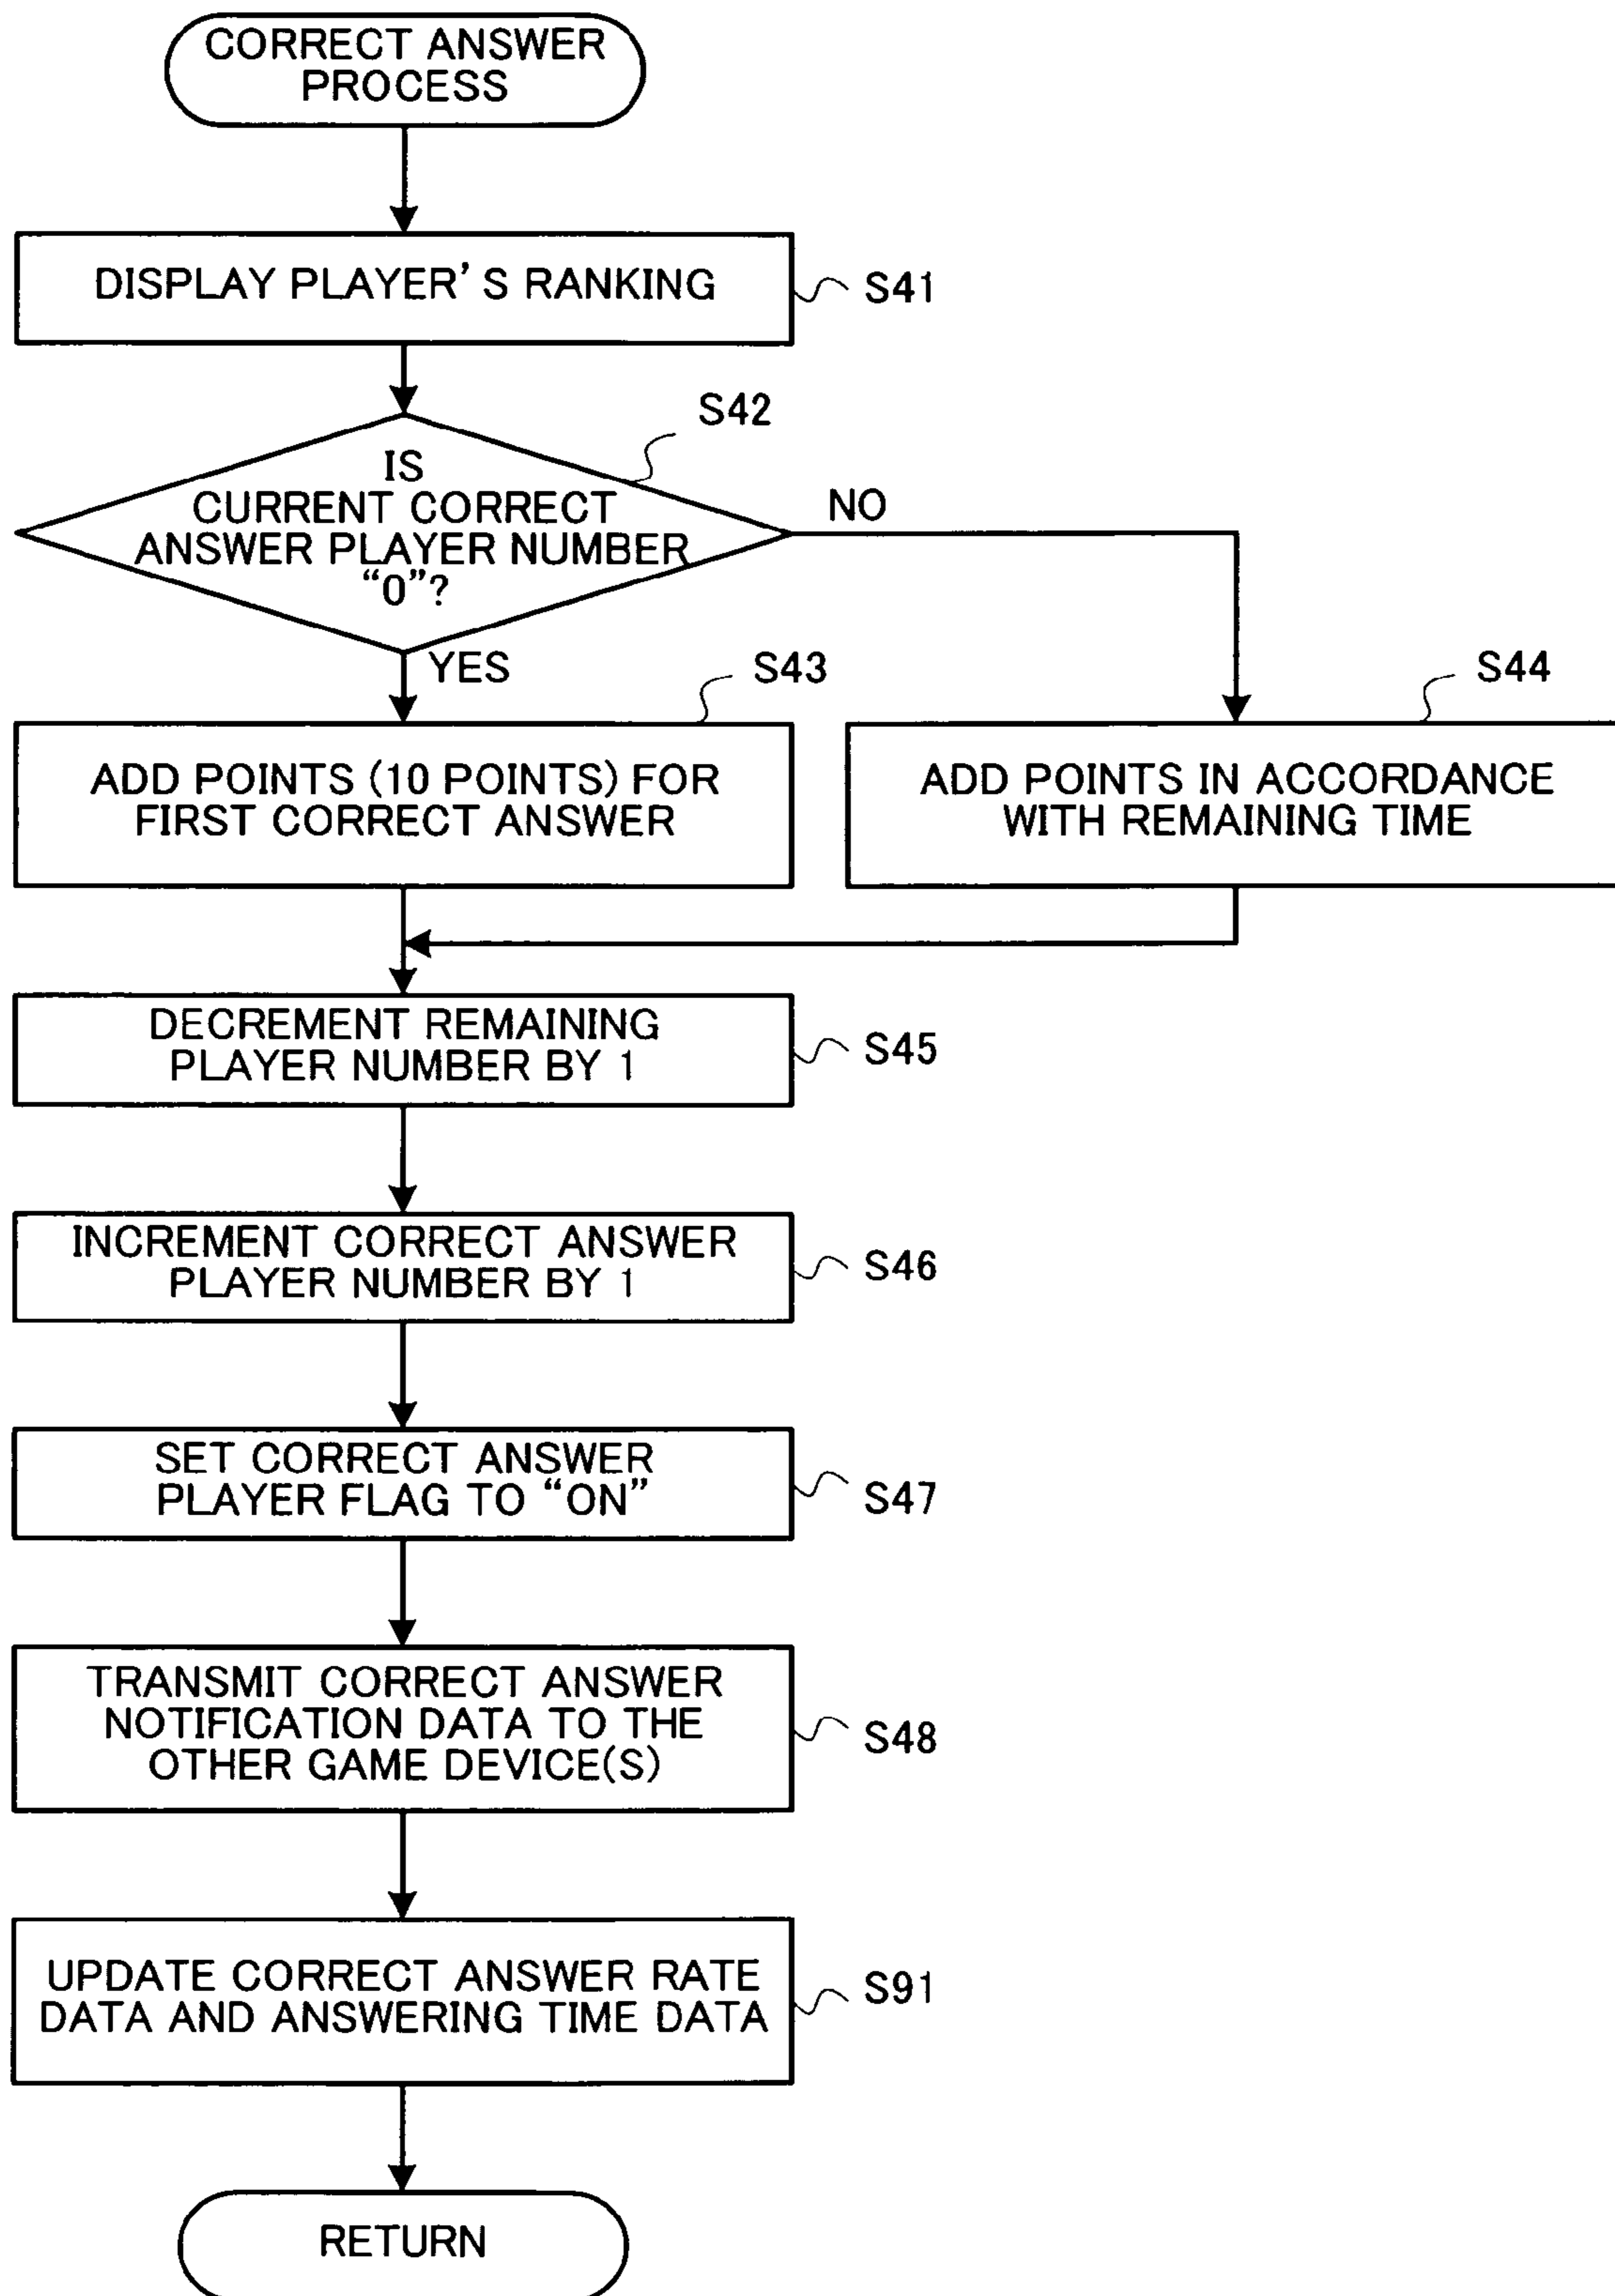 CORRECT ANSWER
PROCESS
DISPLAY PLAYER'S RANKING
S41
S42
IS
CURRENT CORRECT
ANSWER PLAYER NUMBER
“0”?
NO
YES
S43
S44
ADD POINTS (10 POINTS) FOR
FIRST CORRECT ANSWER
ADD POINTS IN ACCORDANCE
WITH REMAINING TIME
DECREMENT REMAINING
PLAYER NUMBER BY 1
S45
INCREMENT CORRECT ANSWER
PLAYER NUMBER BY 1
S46
SET CORRECT ANSWER
PLAYER FLAG TO “ON”
S47
TRANSMIT CORRECT ANSWER
NOTIFICATION DATA TO THE
OTHER GAME DEVICE(S)
S48
UPDATE CORRECT ANSWER RATE
DATA AND ANSWERING TIME DATA
S91
RETURN